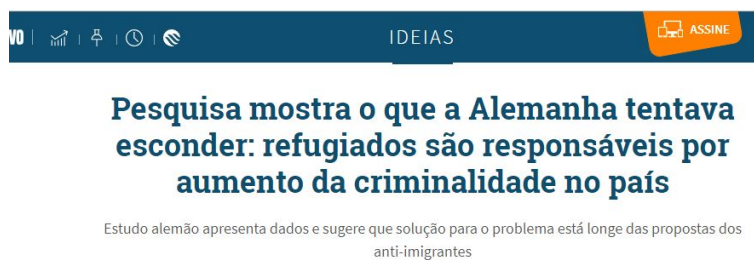 VO
IDEIAS
ASSINE
Pesquisa mostra o que a Alemanha tentava
esconder: refugiados são responsáveis por
aumento da criminalidade no país
Estudo alemão apresenta dados e sugere que solução para o problema está longe das propostas dos
anti-imigrantes